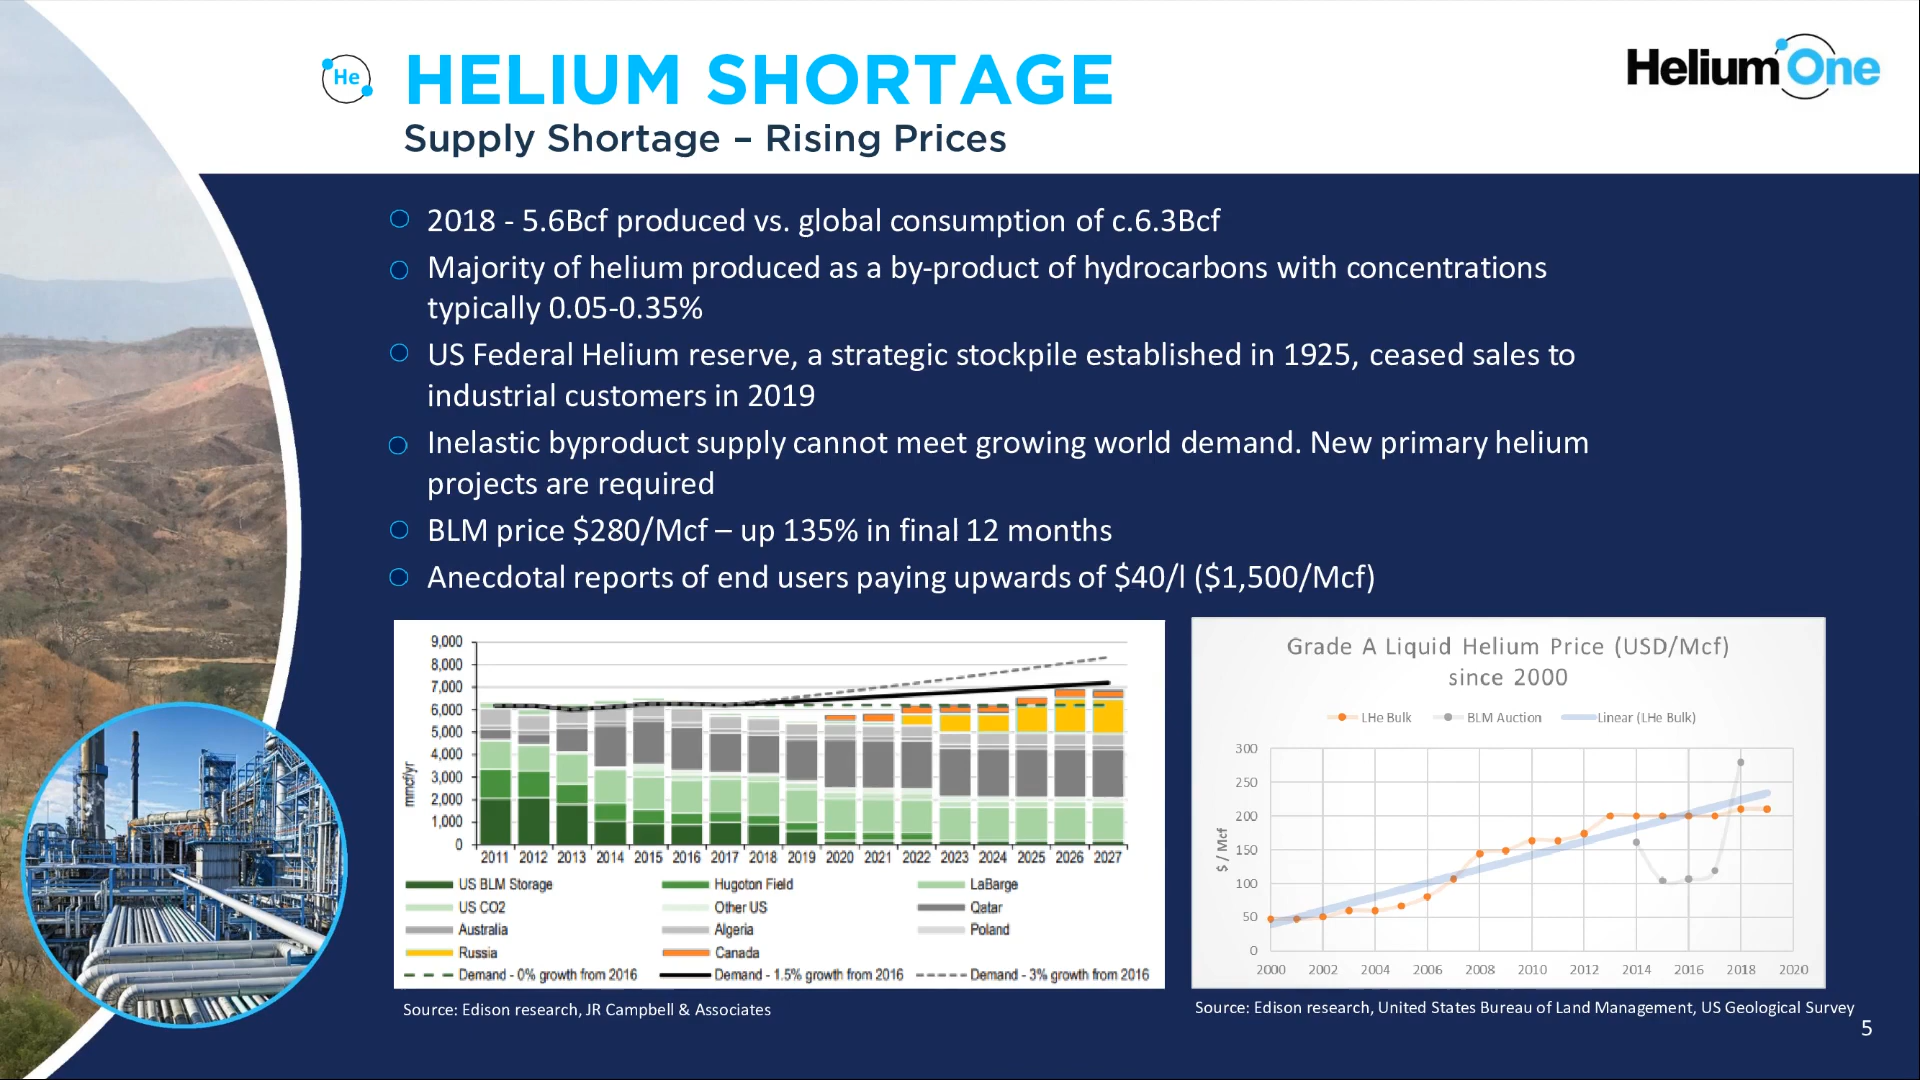 He
HELIUM SHORTAGE
Supply Shortage – Rising Prices
Helium One
2018 - 5.6Bcf produced vs. global consumption of c.6.3Bcf
Majority of helium produced as a by-product of hydrocarbons with concentrations
typically 0.05-0.35%
US Federal Helium reserve, a strategic stockpile established in 1925, ceased sales to
industrial customers in 2019
Inelastic byproduct supply cannot meet growing world demand. New primary helium
projects are required
BLM price $280/Mcf – up 135% in final 12 months
Anecdotal reports of end users paying upwards of $40/l ($1,500/Mcf)
9,000
8,000
7,000
6,000
5,000
4,000
3,000
2,000
1,000
0
mmcf/yr
2011 2012 2013 2014 2015 2016 2017 2018 2019 2020 2021 2022 2023 2024 2025 2026 2027
US BLM Storage Hugoton Field LaBarge
US CO2 Other US Qatar
Australia Algeria Poland
Russia Canada
Demand - 0% growth from 2016 Demand - 1.5% growth from 2016 Demand - 3% growth from 2016
Source: Edison research, JR Campbell & Associates
Grade A Liquid Helium Price (USD/Mcf)
since 2000
LHe Bulk BLM Auction Linear (LHe Bulk)
300
250
200
150
100
50
0
$ / Mcf
2000 2002 2004 2006 2008 2010 2012 2014 2016 2018 2020
Source: Edison research, United States Bureau of Land Management, US Geological Survey
5